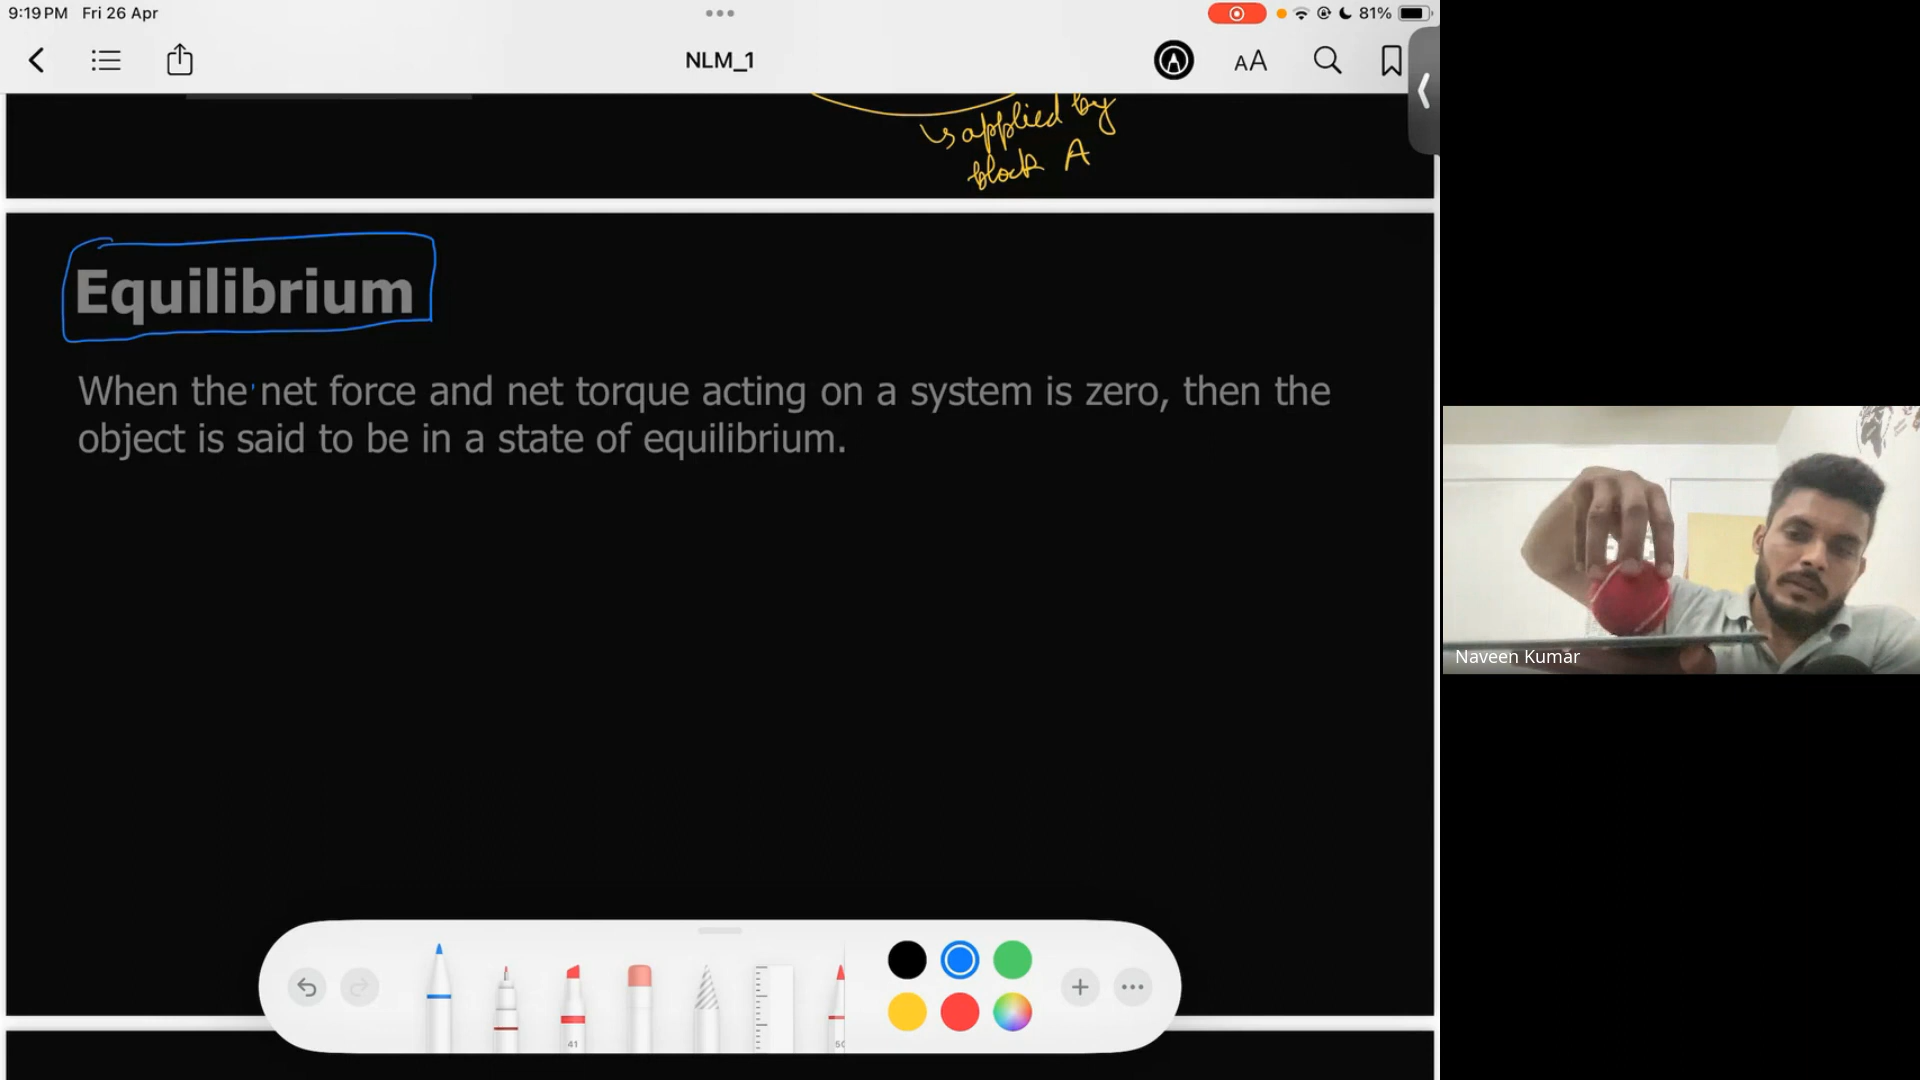 9:19 PM Fri 26 Apr
81%
NLM_1
AA
applied by
block A
Equilibrium
When the net force and net torque acting on a system is zero, then the
object is said to be in a state of equilibrium.
41
50
Naveen Kumar